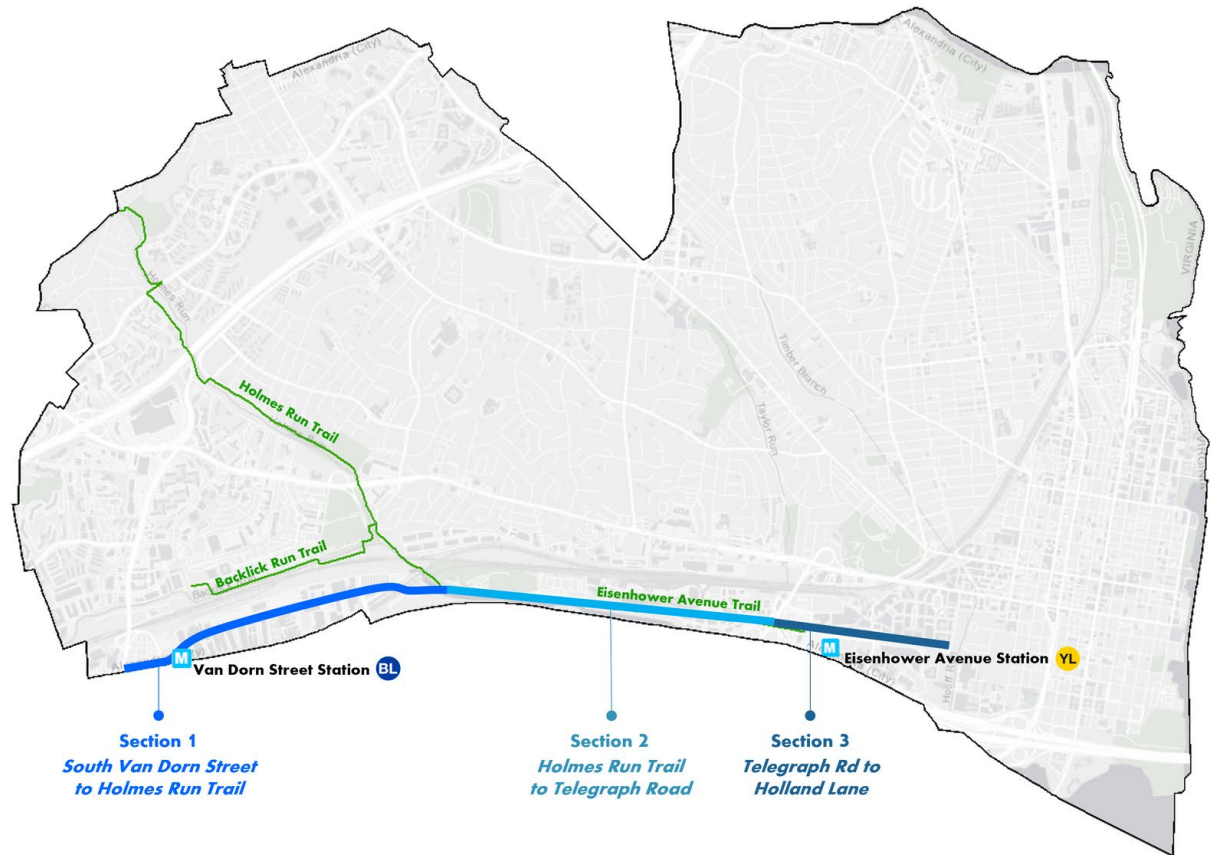 Alexandria (City)
Alexandria (City)
VIRGINIA
Holmes Run
Timber Branch
Holmes Run Trail
Taylor Run
VIRGINIA
Backlick Run Trail
Eisenhower Avenue Trail
M
Van Dorn Street Station BL
M
Eisenhower Avenue Station YL
Section 1
South Van Dorn Street
to Holmes Run Trail
Section 2
Holmes Run Trail
to Telegraph Road
Section 3
Telegraph Rd to
Holland Lane